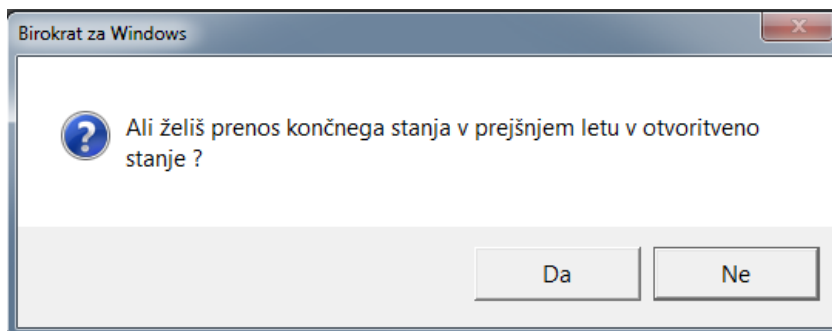 Birokrat za Windows
Ali želiš prenos končnega stanja v prejšnjem letu v otvoritveno
stanje ?
Da
Ne